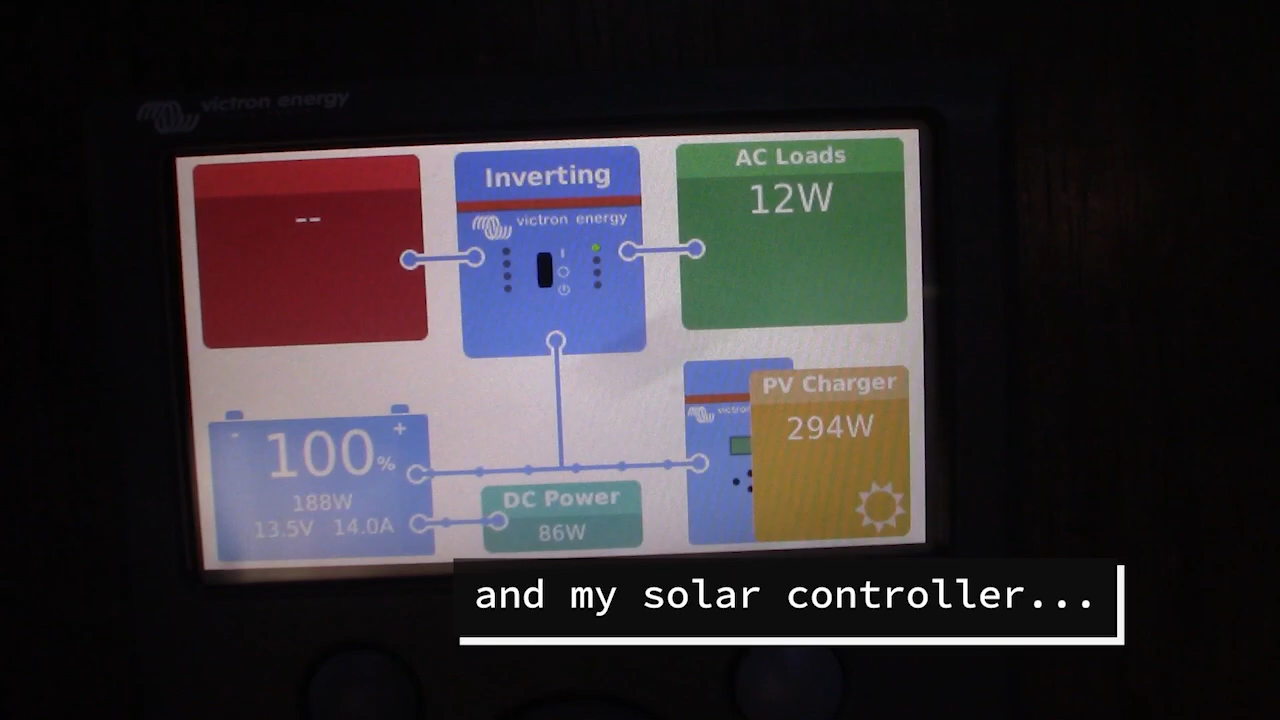 victron energy
--
Inverting
victron energy
AC Loads
12W
- +
100%
188W
13.5V 14.0A
DC Power
86W
victron
PV Charger
294W
and my solar controller...